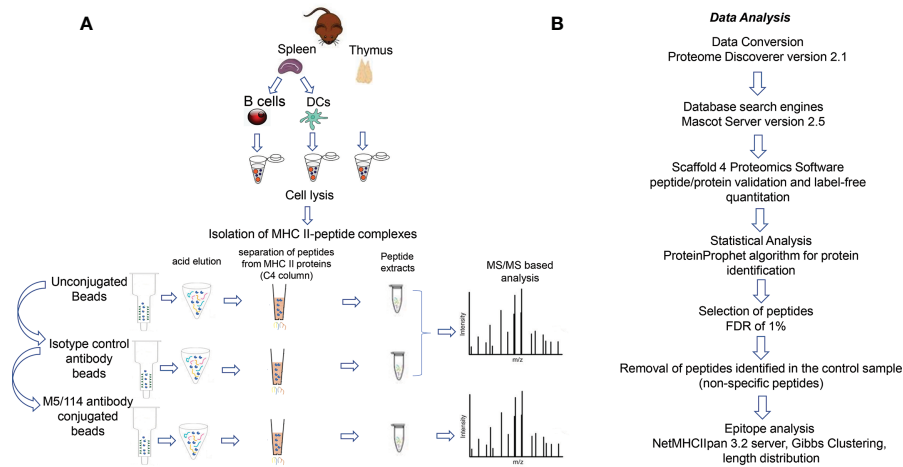 A
Spleen
Thymus
B cells
DCs
Cell lysis
Isolation of MHC II-peptide complexes
acid elution
separation of peptides
from MHC II proteins
(C4 column)
Peptide
extracts
MS/MS based
analysis
Unconjugated
Beads
Isotype control
antibody
beads
M5/114 antibody
conjugated
beads
Intensity
m/z
Intensity
m/z
B
Data Analysis
Data Conversion
Proteome Discoverer version 2.1
Database search engines
Mascot Server version 2.5
Scaffold 4 Proteomics Software
peptide/protein validation and label-free
quantitation
Statistical Analysis
ProteinProphet algorithm for protein
identification
Selection of peptides
FDR of 1%
Removal of peptides identified in the control sample
(non-specific peptides)
Epitope analysis
NetMHCIIpan 3.2 server, Gibbs Clustering,
length distribution